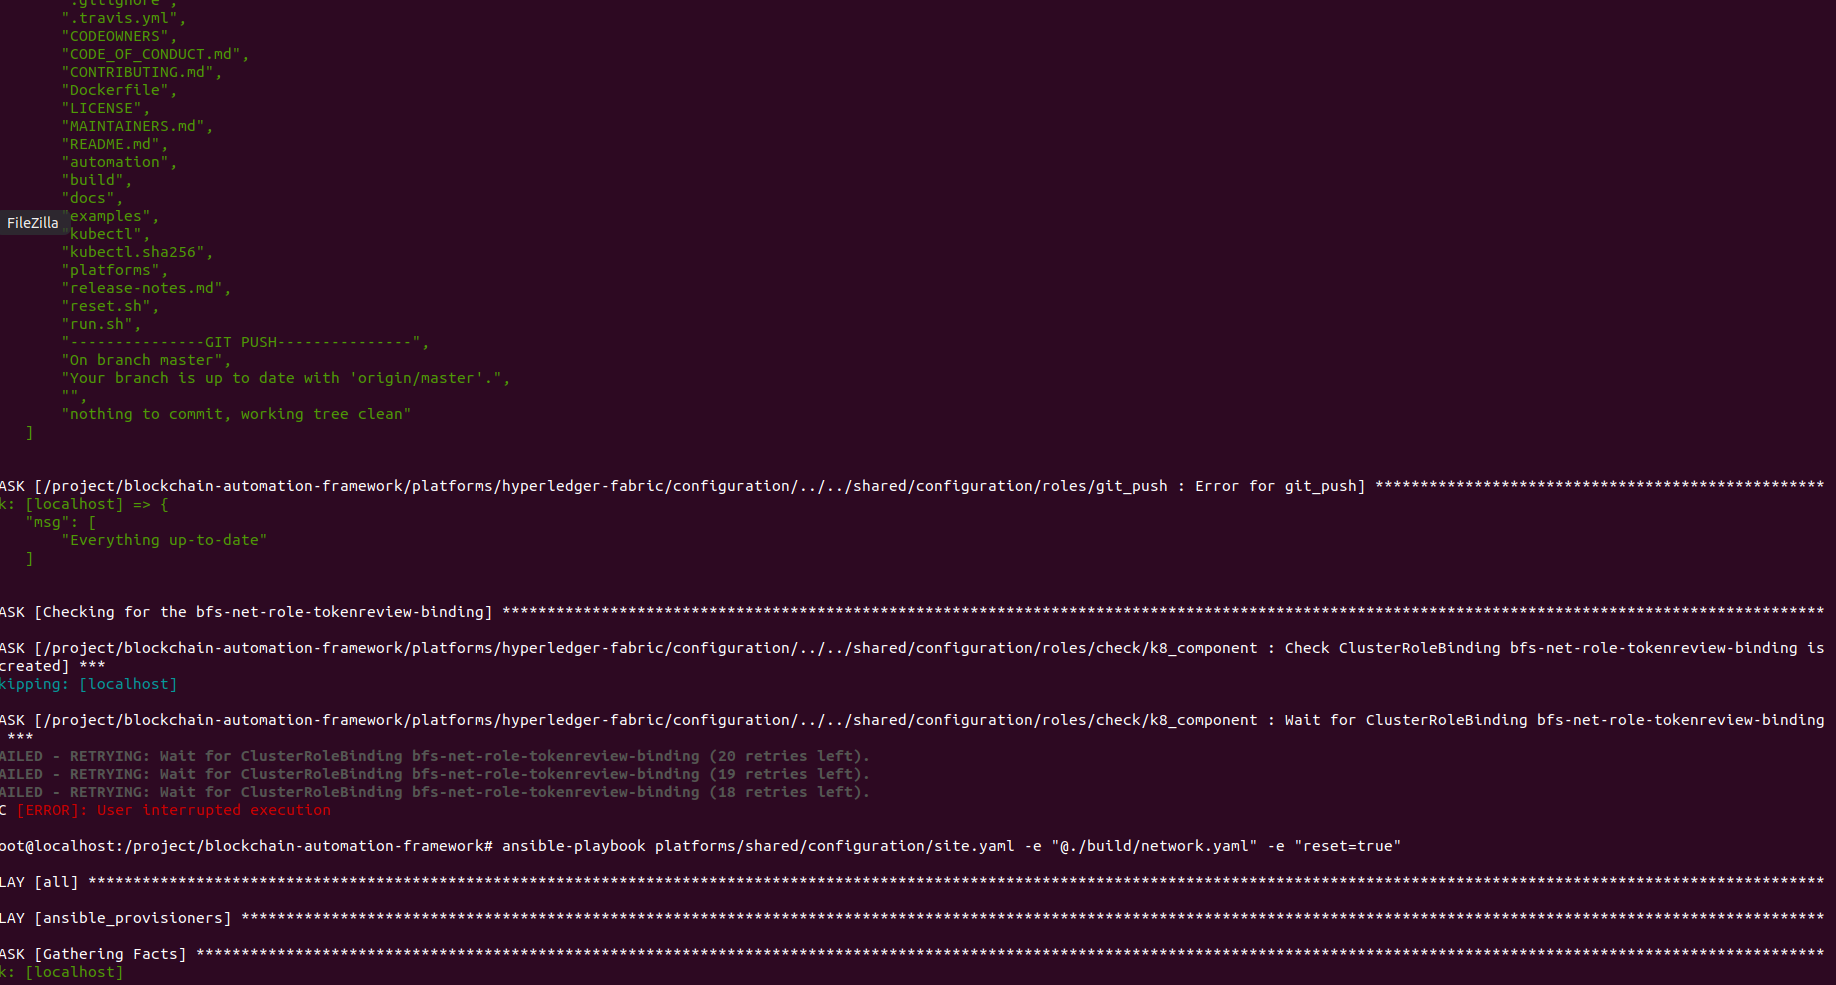 ".gitignore",
".travis.yml",
"CODEOWNERS",
"CODE_OF_CONDUCT.md",
"CONTRIBUTING.md",
"Dockerfile",
"LICENSE",
"MAINTAINERS.md",
"README.md",
"automation",
"build",
"docs",
"examples",
FileZilla
"kubectl",
"kubectl.sha256",
"platforms",
"release-notes.md",
"reset.sh",
"run.sh",
"---------------GIT PUSH---------------",
"On branch master",
"Your branch is up to date with 'origin/master'.",
"",
"nothing to commit, working tree clean"
]
ASK [/project/blockchain-automation-framework/platforms/hyperledger-fabric/configuration/../../shared/configuration/roles/git_push : Error for git_push] **************************************************
k: [localhost] => {
"msg": [
"Everything up-to-date"
]
ASK [Checking for the bfs-net-role-tokenreview-binding] ***************************************************************************************************************************************************
ASK [/project/blockchain-automation-framework/platforms/hyperledger-fabric/configuration/../../shared/configuration/roles/check/k8_component : Check ClusterRoleBinding bfs-net-role-tokenreview-binding is
created] ***
kipping: [localhost]
ASK [/project/blockchain-automation-framework/platforms/hyperledger-fabric/configuration/../../shared/configuration/roles/check/k8_component : Wait for ClusterRoleBinding bfs-net-role-tokenreview-binding
***
AILED - RETRYING: Wait for ClusterRoleBinding bfs-net-role-tokenreview-binding (20 retries left).
AILED - RETRYING: Wait for ClusterRoleBinding bfs-net-role-tokenreview-binding (19 retries left).
AILED - RETRYING: Wait for ClusterRoleBinding bfs-net-role-tokenreview-binding (18 retries left).
C [ERROR]: User interrupted execution
oot@localhost:/project/blockchain-automation-framework# ansible-playbook platforms/shared/configuration/site.yaml -e "@./build/network.yaml" -e "reset=true"
LAY [all] *************************************************************************************************************************************************************************************************
LAY [ansible_provisioners] ********************************************************************************************************************************************************************************
ASK [Gathering Facts] *************************************************************************************************************************************************************************************
k: [localhost]